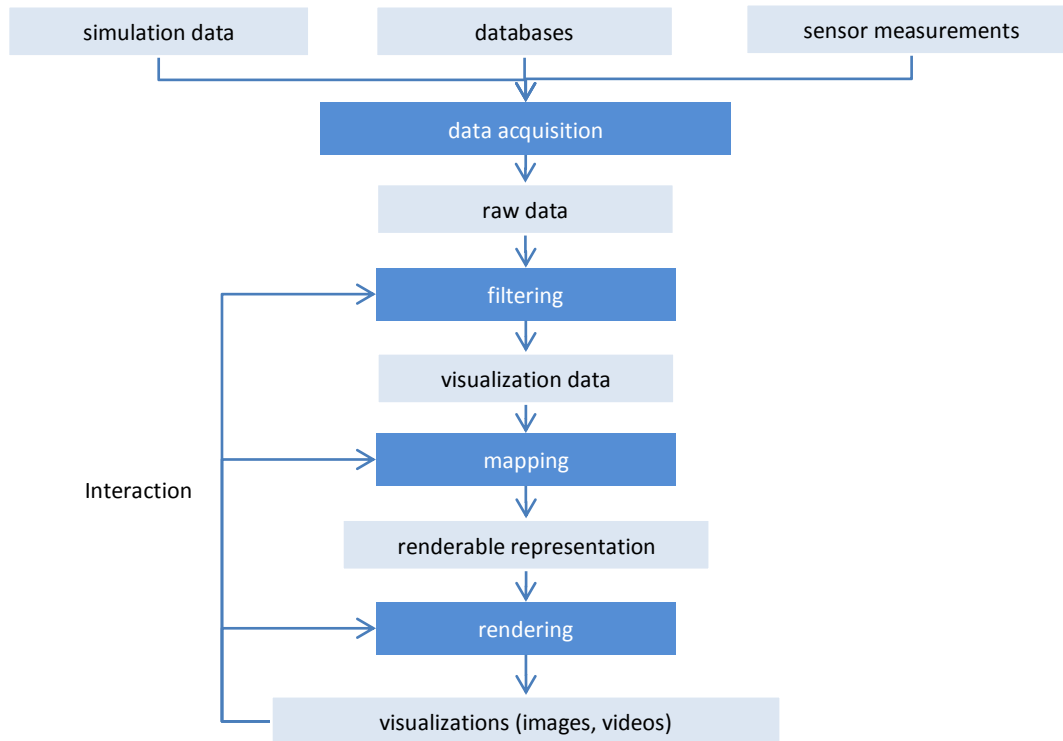 simulation data
databases
sensor measurements
data acquisition
raw data
filtering
visualization data
mapping
Interaction
renderable representation
rendering
visualizations (images, videos)